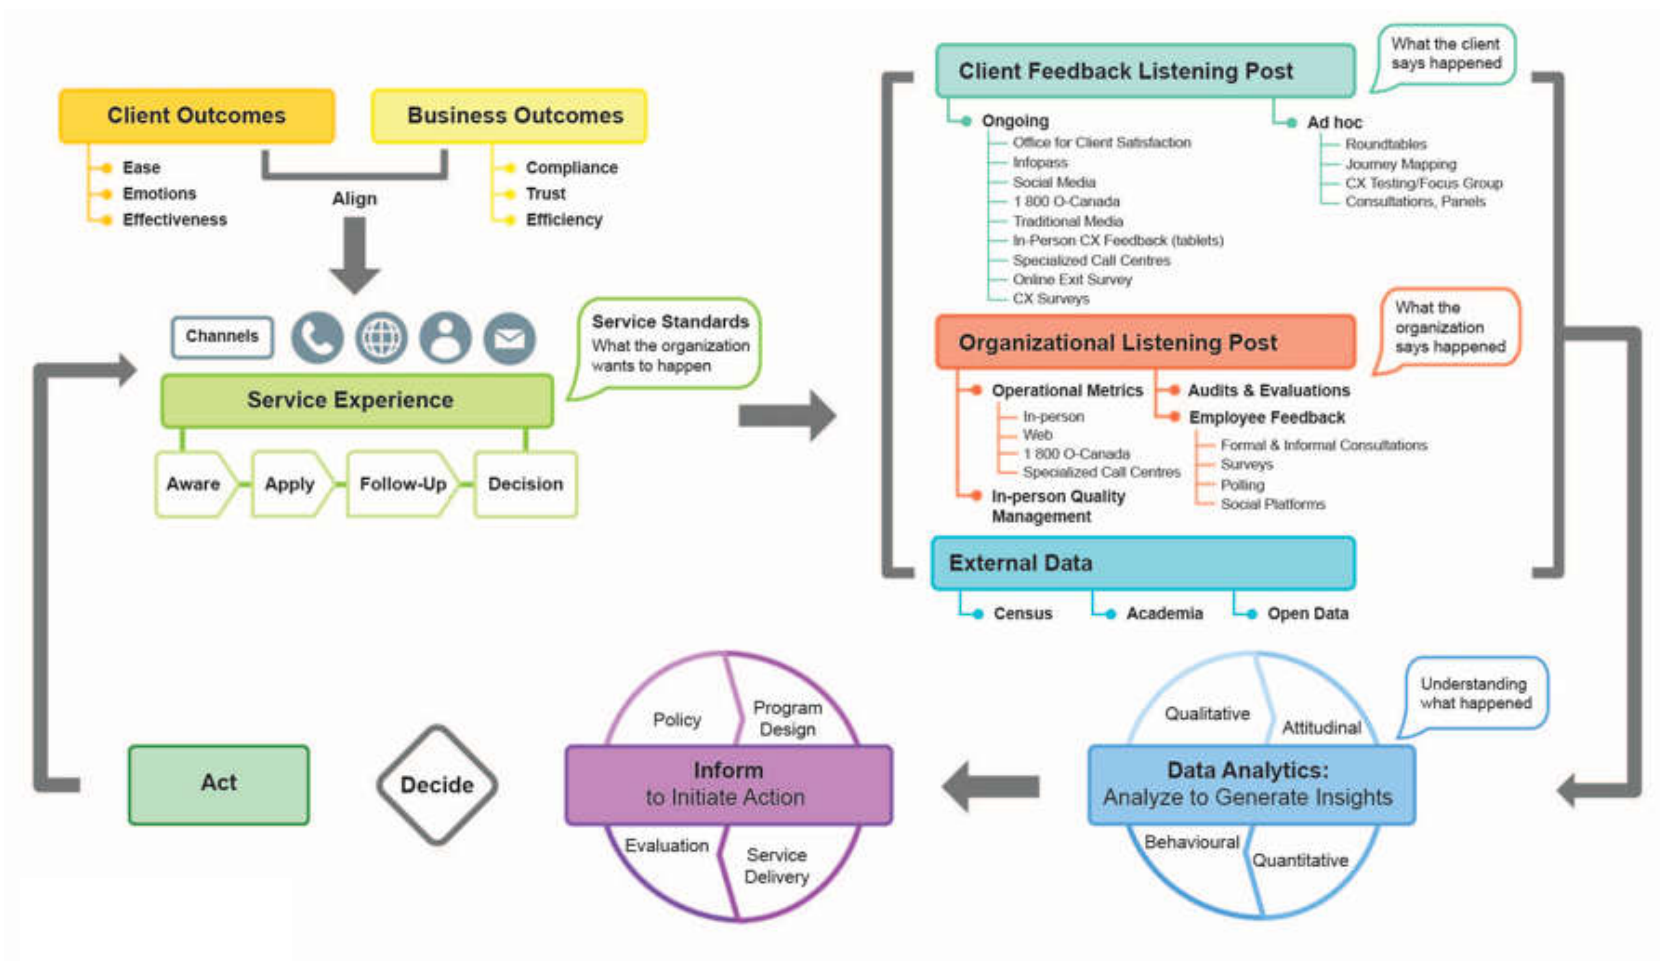 Client Outcomes
Ease
Emotions
Effectiveness
Business Outcomes
Compliance
Trust
Efficiency
Align
Channels
Service Standards
What the organization
wants to happen
Service Experience
Aware
Apply
Follow-Up
Decision
Client Feedback Listening Post
What the client
says happened
Ongoing
Office for Client Satisfaction
Infopass
Social Media
1 800 O-Canada
Traditional Media
In-Person CX Feedback (tablets)
Specialized Call Centres
Online Exit Survey
CX Surveys
Ad hoc
Roundtables
Journey Mapping
CX Testing/Focus Group
Consultations, Panels
Organizational Listening Post
What the
organization
says happened
Operational Metrics
In-person
Web
1 800 O-Canada
Specialized Call Centres
In-person Quality
Management
Audits & Evaluations
Employee Feedback
Formal & Informal Consultations
Surveys
Polling
Social Platforms
External Data
Census
Academia
Open Data
Understanding
what happened
Qualitative
Attitudinal
Data Analytics:
Analyze to Generate Insights
Behavioural
Quantitative
Policy
Program
Design
Inform
to Initiate Action
Evaluation
Service
Delivery
Decide
Act